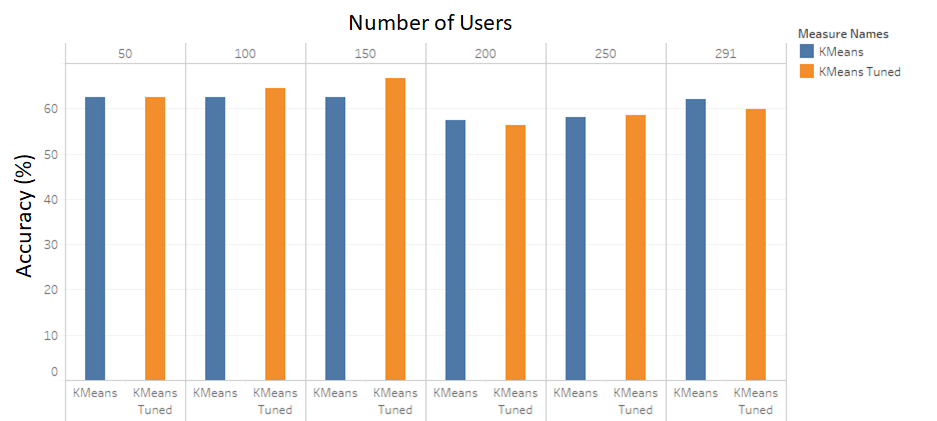 Number of Users
50 100 150 200 250 291
Measure Names
KMeans
KMeans Tuned
Accuracy (%)
60
50
40
30
20
10
0
KMeans KMeans KMeans KMeans KMeans KMeans KMeans KMeans KMeans KMeans KMeans KMeans
Tuned Tuned Tuned Tuned Tuned Tuned